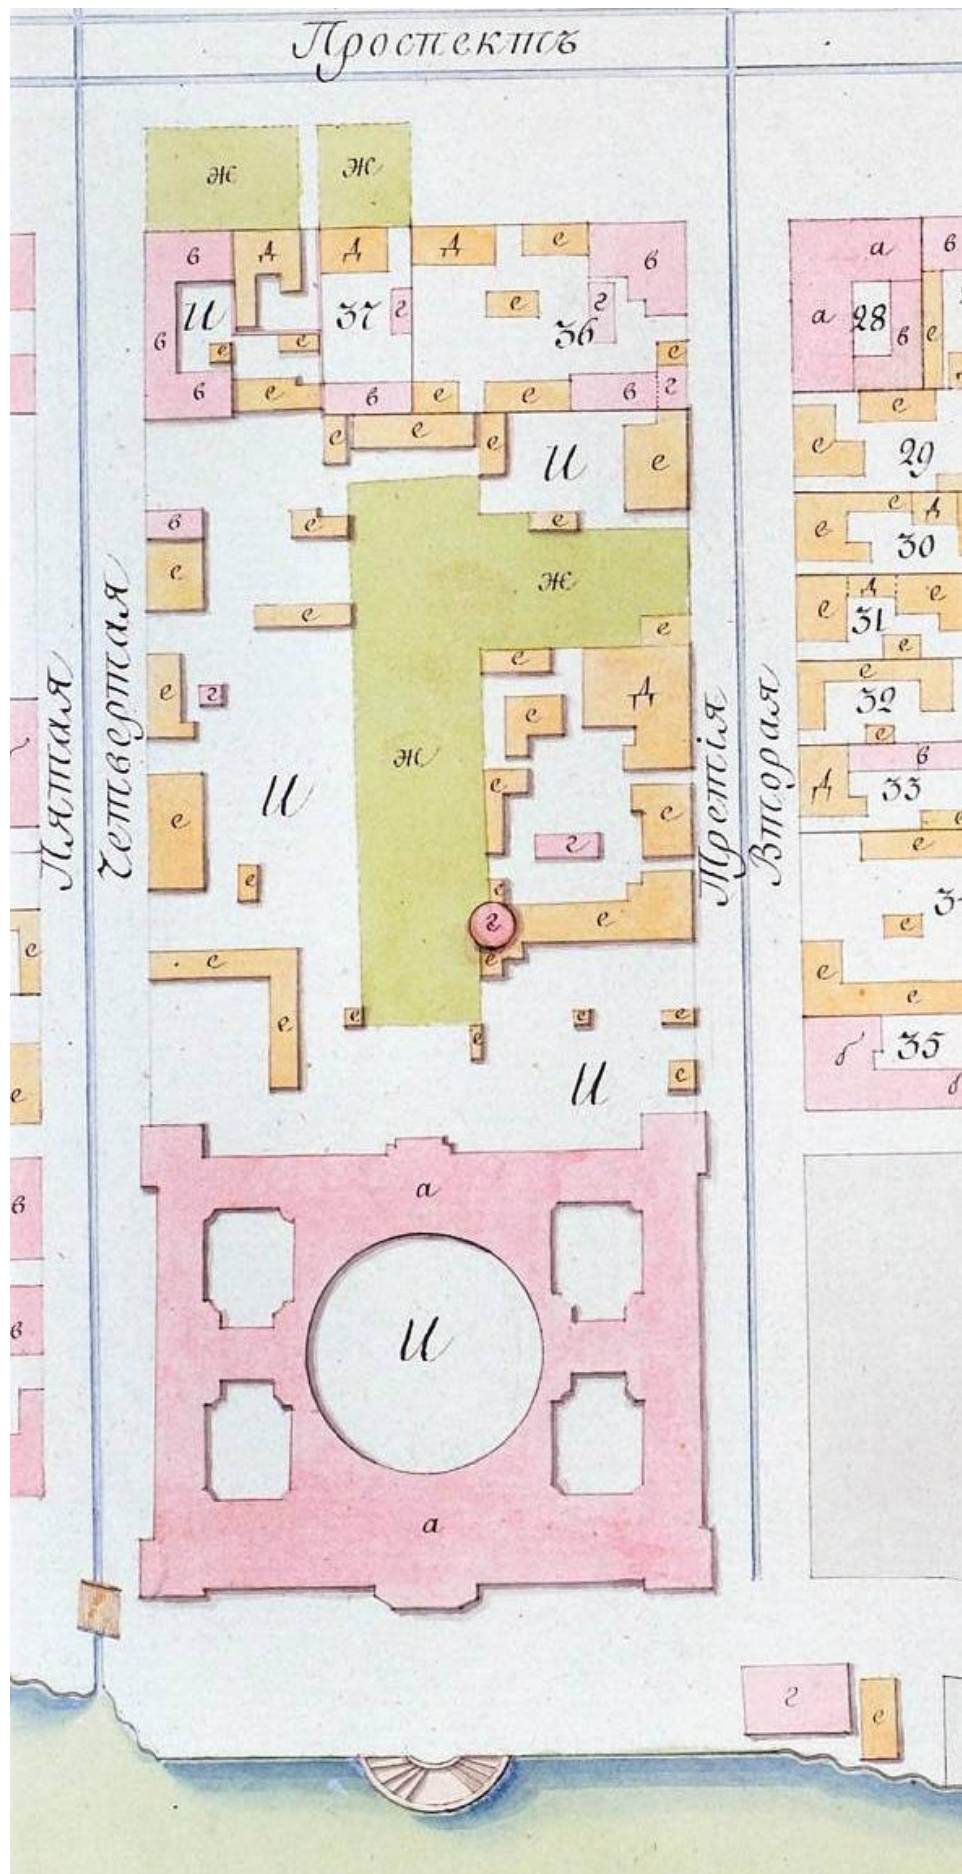 Проспектъ
ж ж
в д д д е в а в
в И е е 37 г е г 36 а 28 в е
в е в е е в г е
е е е И е е е 29
в е е е е д 30
е ж е д е
е е е 31 е
Пятая Четвертая Третія Вторая
е г е д е 32
ж е е в
И е е Д 33 е
е г е
е е е е
е г е
е е е е е
е е е е е
е И е б 35 б
а
в
в И
а
г е